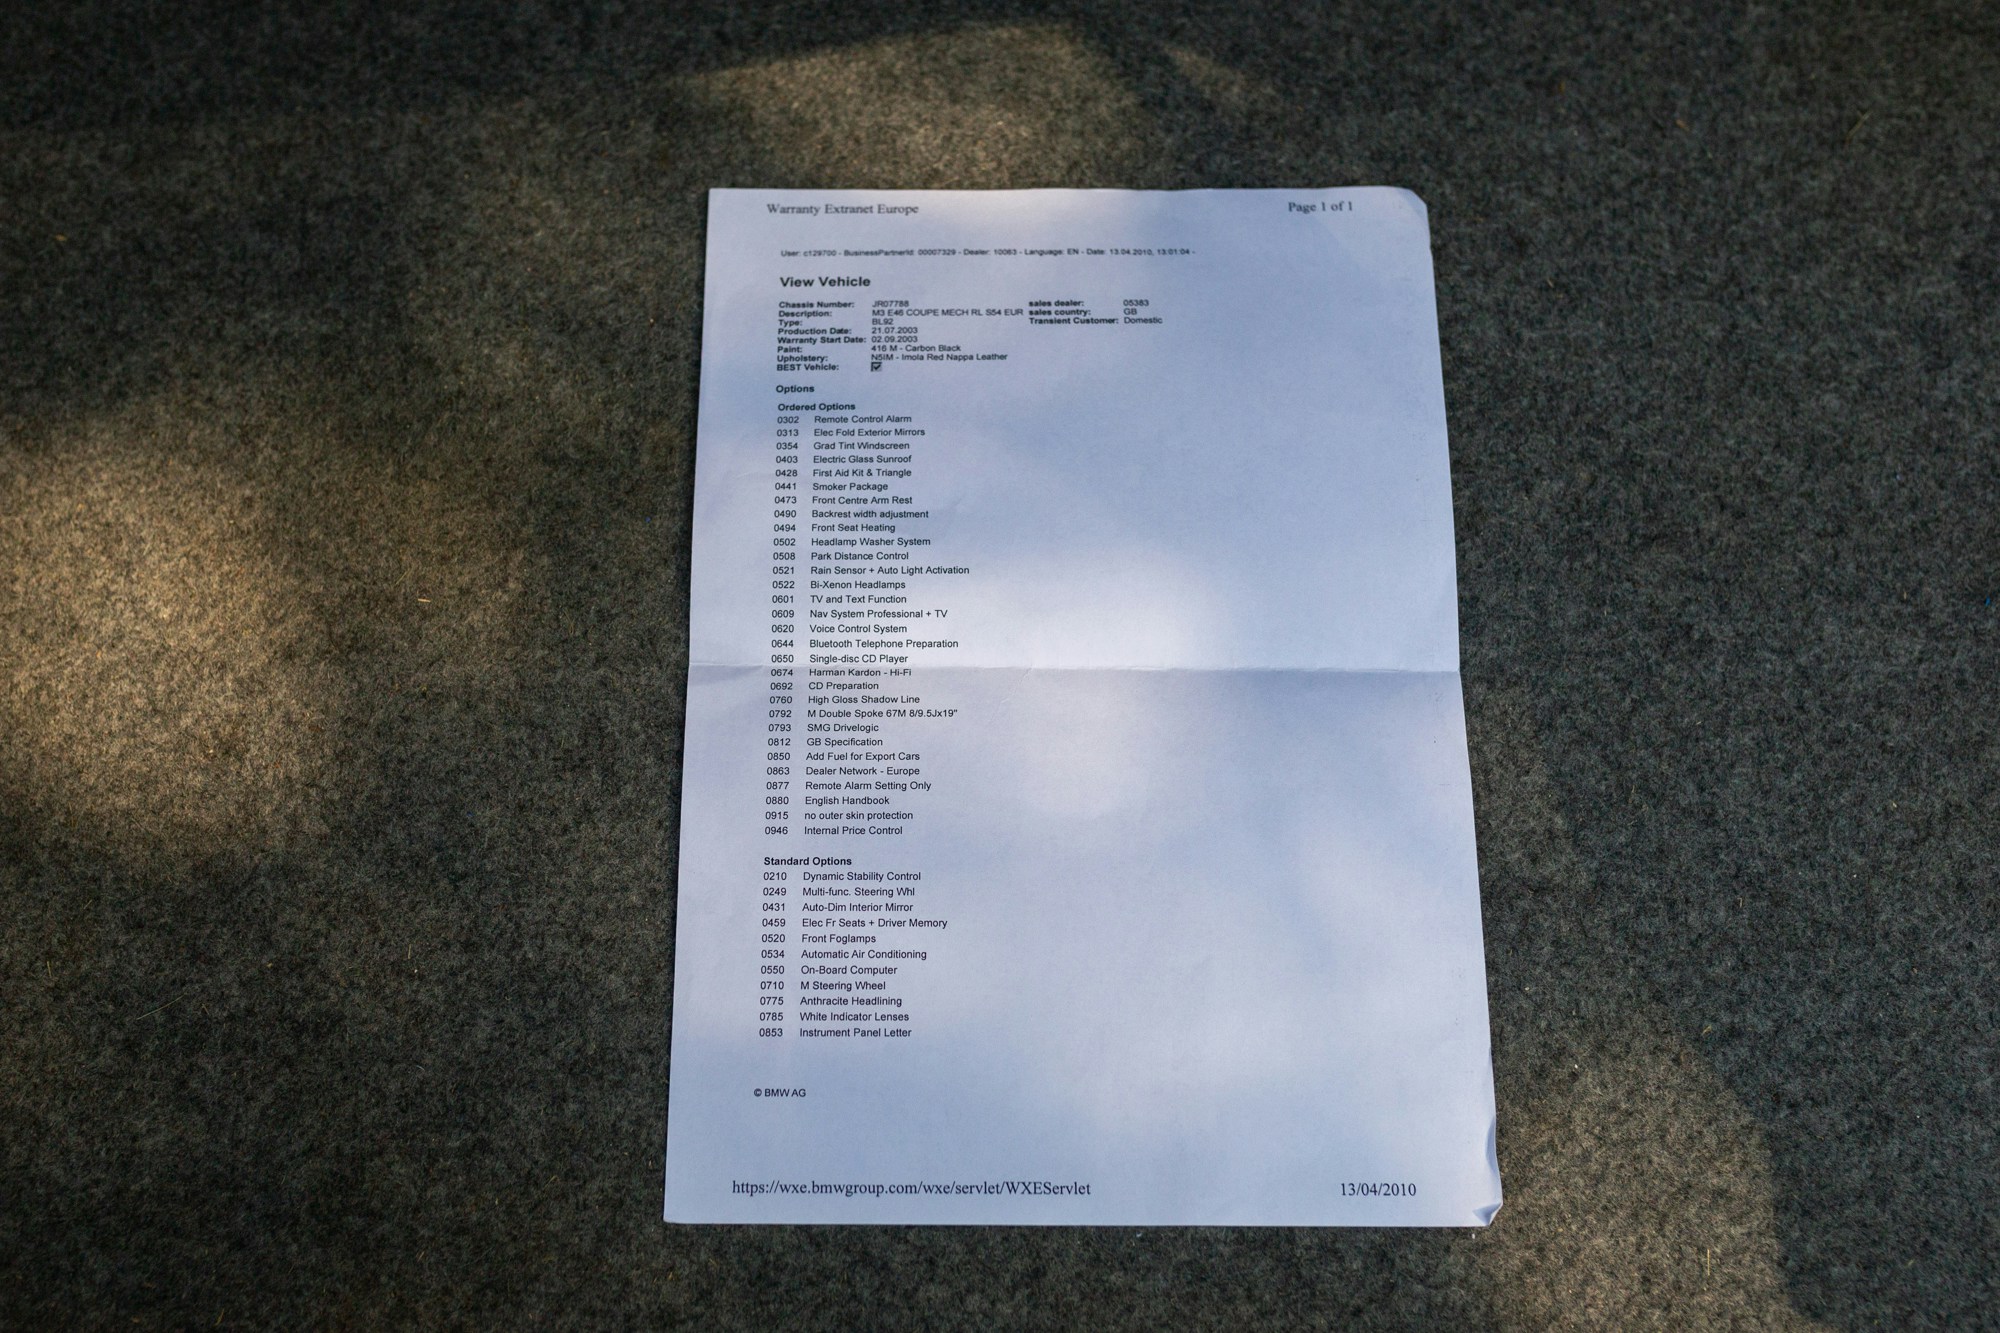 Warranty Extranet Europe Page 1 of 1
User: c129700 - BusinessPartnerId: 00007329 - Dealer: 10063 - Language: EN - Date: 13.04.2010, 13:01:04 -
View Vehicle
Chassis Number: JR07788 sales dealer: 05383
Description: M3 E46 COUPE MECH RL S54 EUR sales country: GB
Type: BL92 Transient Customer: Domestic
Production Date: 21.07.2003
Warranty Start Date: 02.09.2003
Paint: 416 M - Carbon Black
Upholstery: N5IM - Imola Red Nappa Leather
BEST Vehicle:
Options
Ordered Options
0302 Remote Control Alarm
0313 Elec Fold Exterior Mirrors
0354 Grad Tint Windscreen
0403 Electric Glass Sunroof
0428 First Aid Kit & Triangle
0441 Smoker Package
0473 Front Centre Arm Rest
0490 Backrest width adjustment
0494 Front Seat Heating
0502 Headlamp Washer System
0508 Park Distance Control
0521 Rain Sensor + Auto Light Activation
0522 Bi-Xenon Headlamps
0601 TV and Text Function
0609 Nav System Professional + TV
0620 Voice Control System
0644 Bluetooth Telephone Preparation
0650 Single-disc CD Player
0674 Harman Kardon - Hi-Fi
0692 CD Preparation
0760 High Gloss Shadow Line
0792 M Double Spoke 67M 8/9.5Jx19"
0793 SMG Drivelogic
0812 GB Specification
0850 Add Fuel for Export Cars
0863 Dealer Network - Europe
0877 Remote Alarm Setting Only
0880 English Handbook
0915 no outer skin protection
0946 Internal Price Control
Standard Options
0210 Dynamic Stability Control
0249 Multi-func. Steering Whl
0431 Auto-Dim Interior Mirror
0459 Elec Fr Seats + Driver Memory
0520 Front Foglamps
0534 Automatic Air Conditioning
0550 On-Board Computer
0710 M Steering Wheel
0775 Anthracite Headlining
0785 White Indicator Lenses
0853 Instrument Panel Letter
© BMW AG
https://wxe.bmwgroup.com/wxe/servlet/WXEServlet 13/04/2010